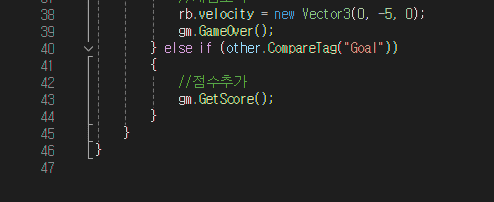 38 rb.velocity = new Vector3(0, -5, 0);
39 gm.GameOver();
40 } else if (other.CompareTag("Goal"))
41 {
42 //점수추가
43 gm.GetScore();
44 }
45 }
46 }
47